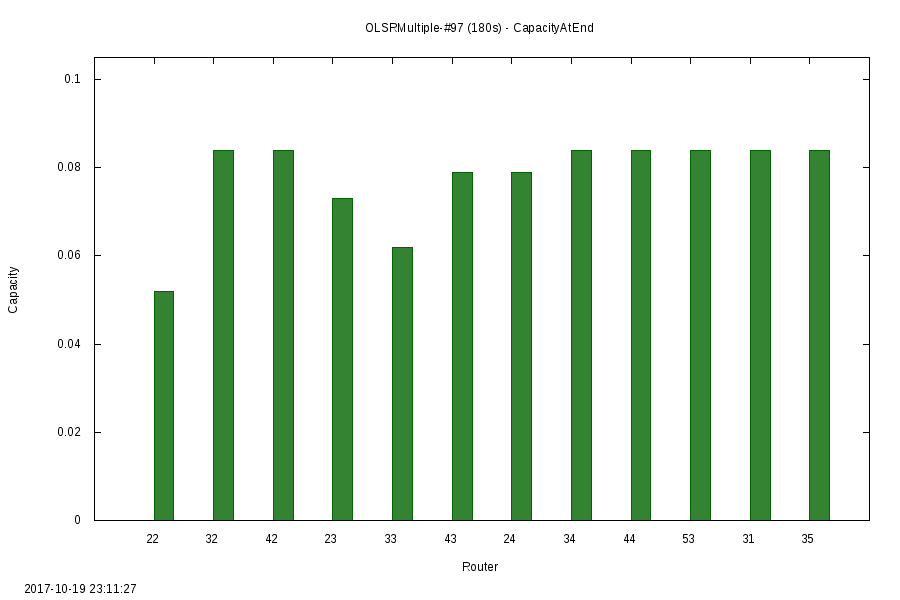 OLSRMultiple-#97 (180s) - CapacityAtEnd
0.1
0.08
0.06
0.04
0.02
0
Capacity
22 32 42 23 33 43 24 34 44 53 31 35
Router
2017-10-19 23:11:27